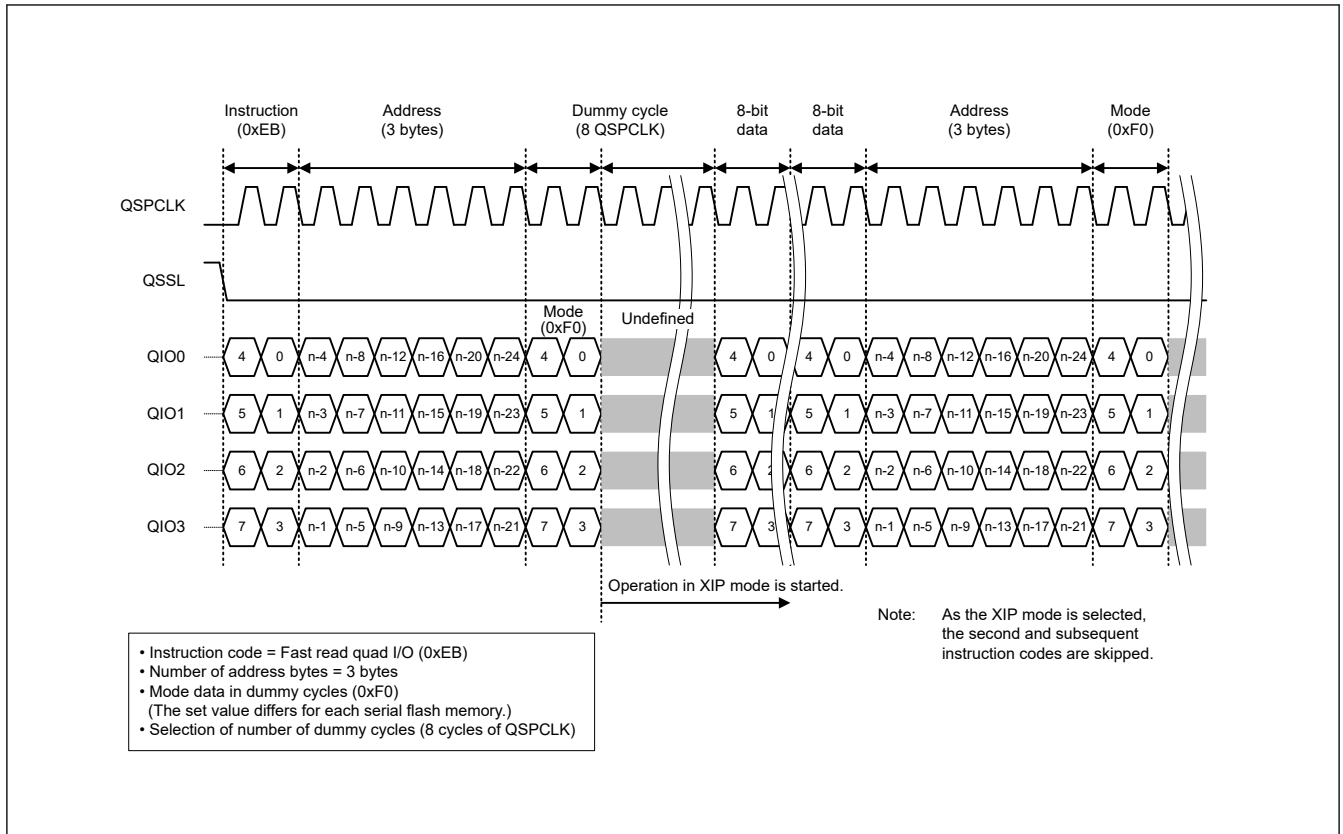 Instruction
(0xEB)
Address
(3 bytes)
Dummy cycle
(8 QSPCLK)
8-bit
data
8-bit
data
Address
(3 bytes)
Mode
(0xF0)
QSPCLK
QSSL
Mode
(0xF0)
Undefined
QIO0 4 0 n-4 n-8 n-12 n-16 n-20 n-24 4 0 4 0 4 0 n-4 n-8 n-12 n-16 n-20 n-24 4 0
QIO1 5 1 n-3 n-7 n-11 n-15 n-19 n-23 5 1 5 1 5 1 n-3 n-7 n-11 n-15 n-19 n-23 5 1
QIO2 6 2 n-2 n-6 n-10 n-14 n-18 n-22 6 2 6 2 6 2 n-2 n-6 n-10 n-14 n-18 n-22 6 2
QIO3 7 3 n-1 n-5 n-9 n-13 n-17 n-21 7 3 7 3 7 3 n-1 n-5 n-9 n-13 n-17 n-21 7 3
Operation in XIP mode is started.
Note: As the XIP mode is selected,
the second and subsequent
instruction codes are skipped.
• Instruction code = Fast read quad I/O (0xEB)
• Number of address bytes = 3 bytes
• Mode data in dummy cycles (0xF0)
(The set value differs for each serial flash memory.)
• Selection of number of dummy cycles (8 cycles of QSPCLK)